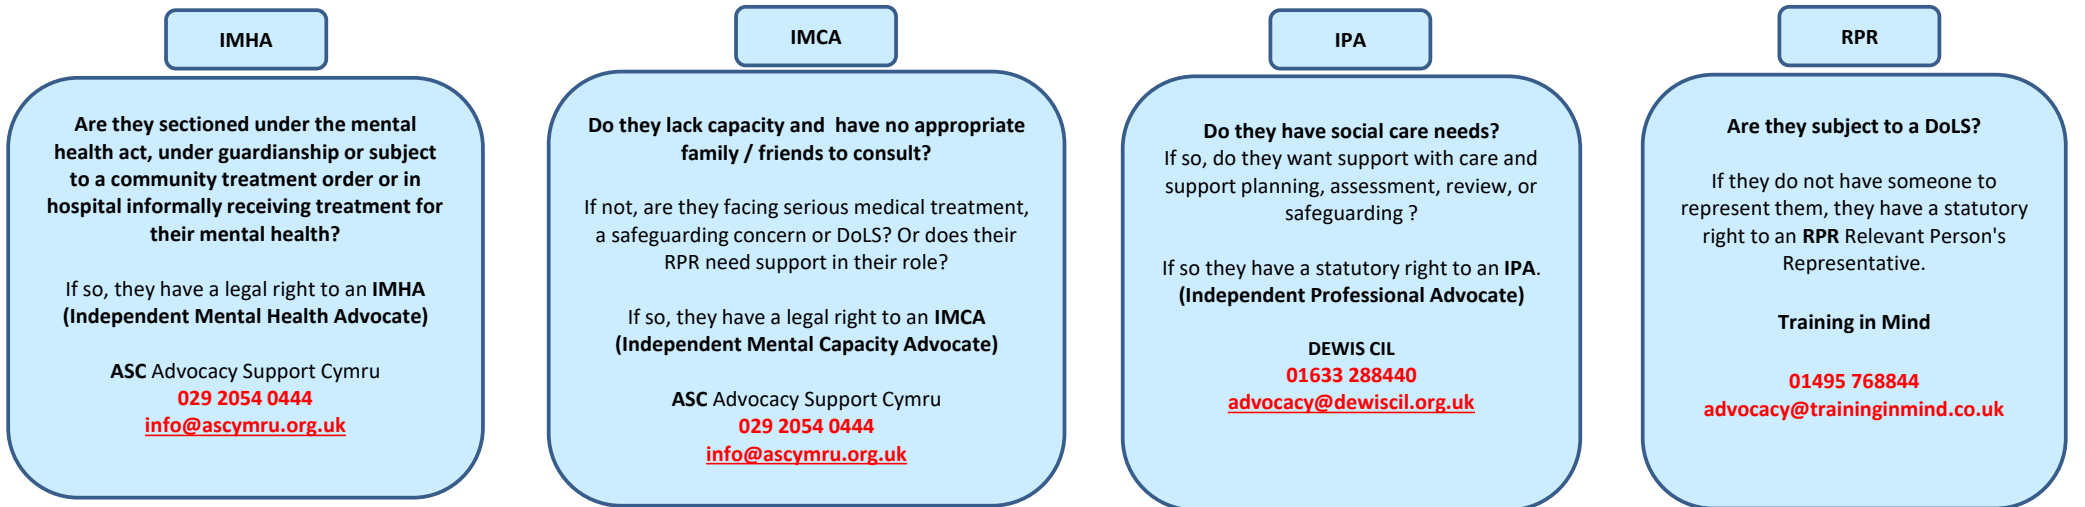 IMHA
Are they sectioned under the mental
health act, under guardianship or subject
to a community treatment order or in
hospital informally receiving treatment for
their mental health?
If so, they have a legal right to an IMHA
(Independent Mental Health Advocate)
ASC Advocacy Support Cymru
029 2054 0444
info@ascymru.org.uk
IMCA
Do they lack capacity and  have no appropriate
family / friends to consult?
If not, are they facing serious medical treatment,
a safeguarding concern or DoLS? Or does their
RPR need support in their role?
If so, they have a legal right to an IMCA
(Independent Mental Capacity Advocate)
ASC Advocacy Support Cymru
029 2054 0444
info@ascymru.org.uk
IPA
Do they have social care needs?
If so, do they want support with care and
support planning, assessment, review, or
safeguarding ?
If so they have a statutory right to an IPA.
(Independent Professional Advocate)
DEWIS CIL
01633 288440
advocacy@dewiscil.org.uk
RPR
Are they subject to a DoLS?
If they do not have someone to
represent them, they have a statutory
right to an RPR Relevant Person's
Representative.
Training in Mind
01495 768844
advocacy@traininginmind.co.uk